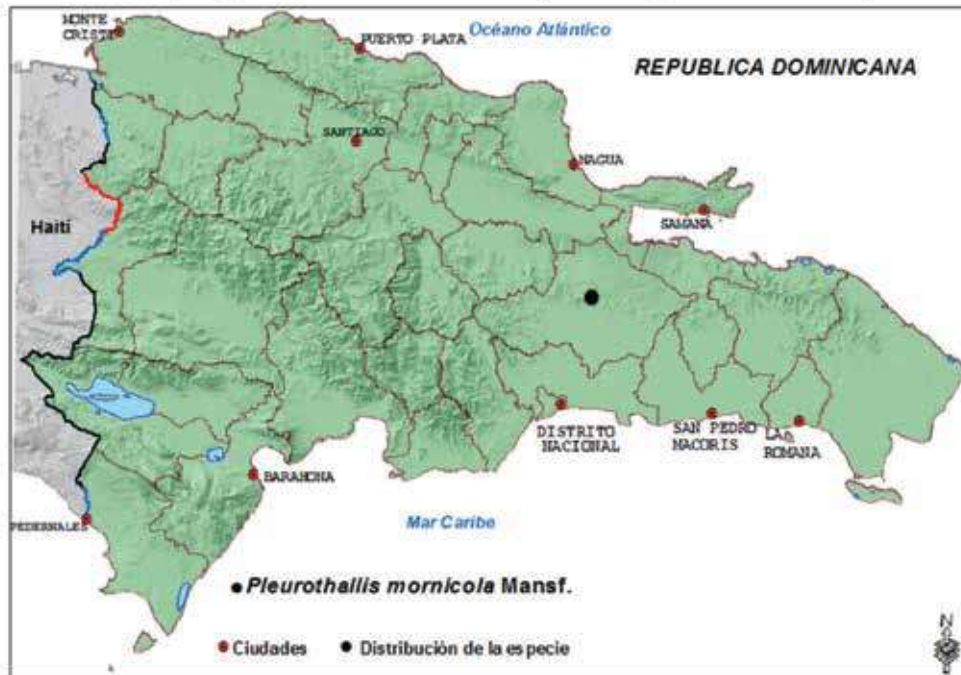 MONTE
CRISTI
PUERTO PLATA
Océano Atlántico
REPUBLICA DOMINICANA
SANTIAGO
NAGUA
SAMANA
Haití
DISTRITO
NACIONAL
SAN PEDRO
MACORIS
LA
ROMANA
BARAHONA
PEDERNALES
Mar Caribe
Pleurothallis mornicola Mansf.
Ciudades
Distribución de la especie
N